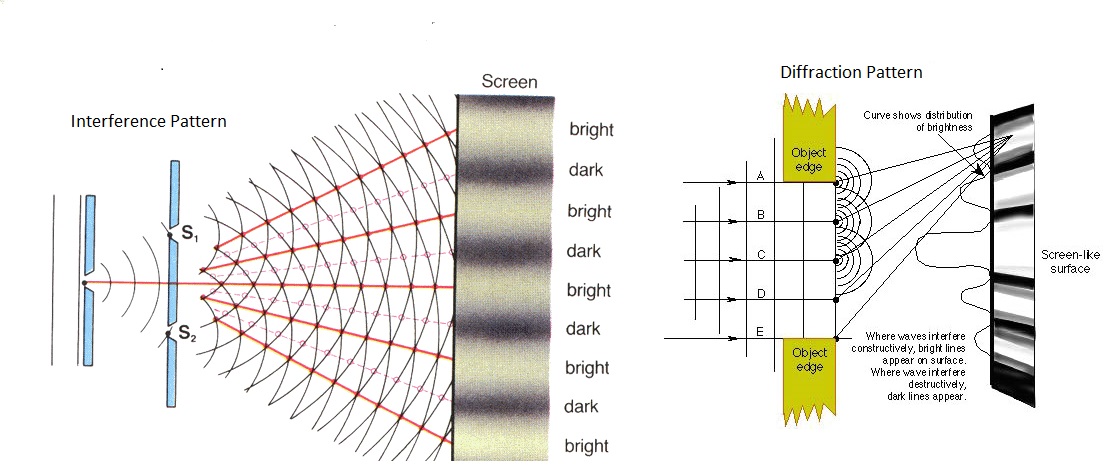 Interference Pattern
S1
S2
Screen
bright
dark
bright
dark
bright
dark
bright
dark
bright
Diffraction Pattern
Curve shows distribution
of brightness
Object
edge
A
B
C
D
E
Object
edge
Screen-like
surface
Where waves interfere
constructively, bright lines
appear on surface.
Where wave interfere
destructively,
dark lines appear.